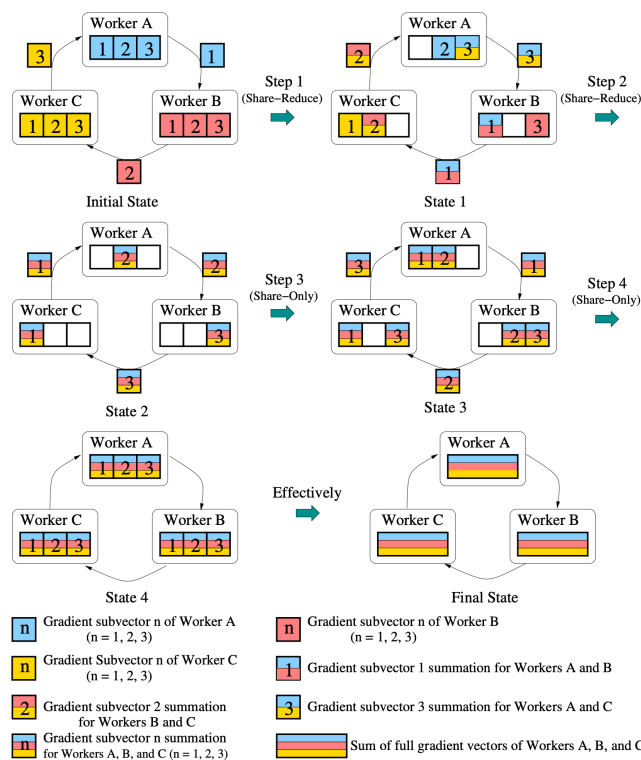 Worker A
3
1 2 3
1
Worker C
Worker B
1 2 3
1 2 3
2
Initial State
Step 1
(Share−Reduce)
Worker A
2
2 3
3
Worker C
Worker B
1 2
1 3
1
State 1
Step 2
(Share−Reduce)
Worker A
1
2
2
Worker C
Worker B
1
3
3
State 2
Step 3
(Share−Only)
Worker A
3
1 2
1
Worker C
Worker B
1 3
2 3
2
State 3
Step 4
(Share−Only)
Worker A
1 2 3
Worker C
Worker B
1 2 3
1 2 3
State 4
Effectively
Worker A
Worker C
Worker B
Final State
n Gradient subvector n of Worker A
(n = 1, 2, 3)
n Gradient subvector n of Worker B
(n = 1, 2, 3)
n Gradient Subvector n of Worker C
(n = 1, 2, 3)
1 Gradient subvector 1 summation for Workers A and B
2 Gradient subvector 2 summation
for Workers B and C
3 Gradient subvector 3 summation for Workers A and C
n Gradient subvector n summation
for Workers A, B, and C (n = 1, 2, 3)
Sum of full gradient vectors of Workers A, B, and C